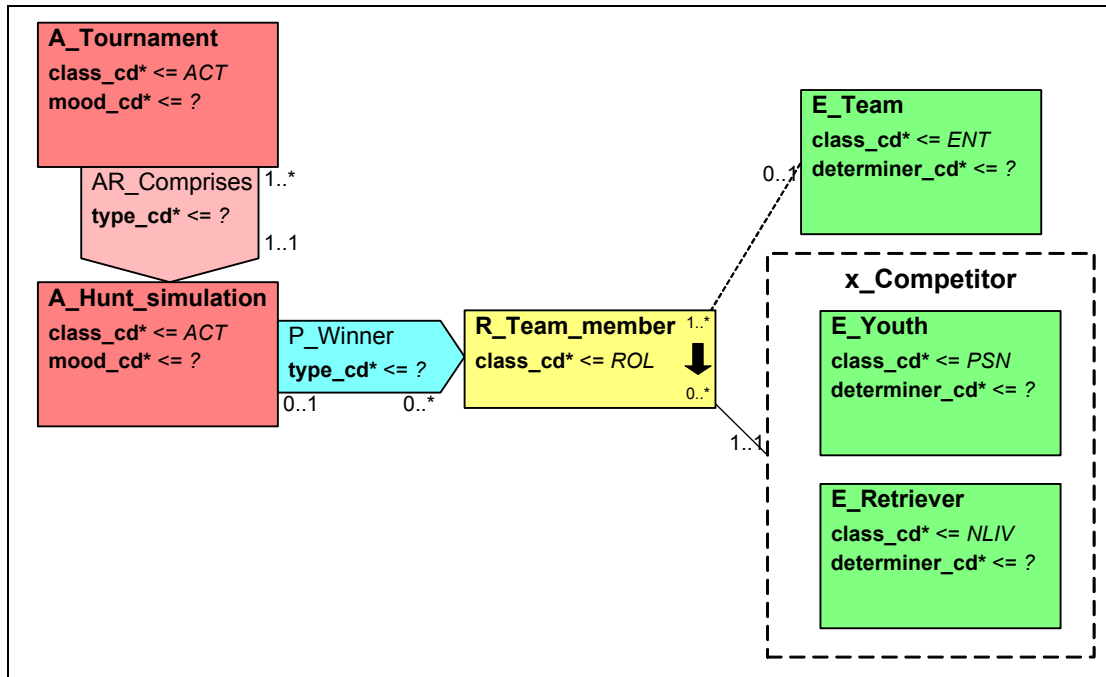 A_Tournament
class_cd* <= ACT
mood_cd* <= ?
AR_Comprises
1..*
type_cd* <= ?
1..1
A_Hunt_simulation
class_cd* <= ACT
mood_cd* <= ?
P_Winner
type_cd* <= ?
0..1
0..*
R_Team_member
1..*
class_cd* <= ROL
0..*
E_Team
class_cd* <= ENT
0..1
determiner_cd* <= ?
x_Competitor
1..1
E_Youth
class_cd* <= PSN
determiner_cd* <= ?
E_Retriever
class_cd* <= NLIV
determiner_cd* <= ?